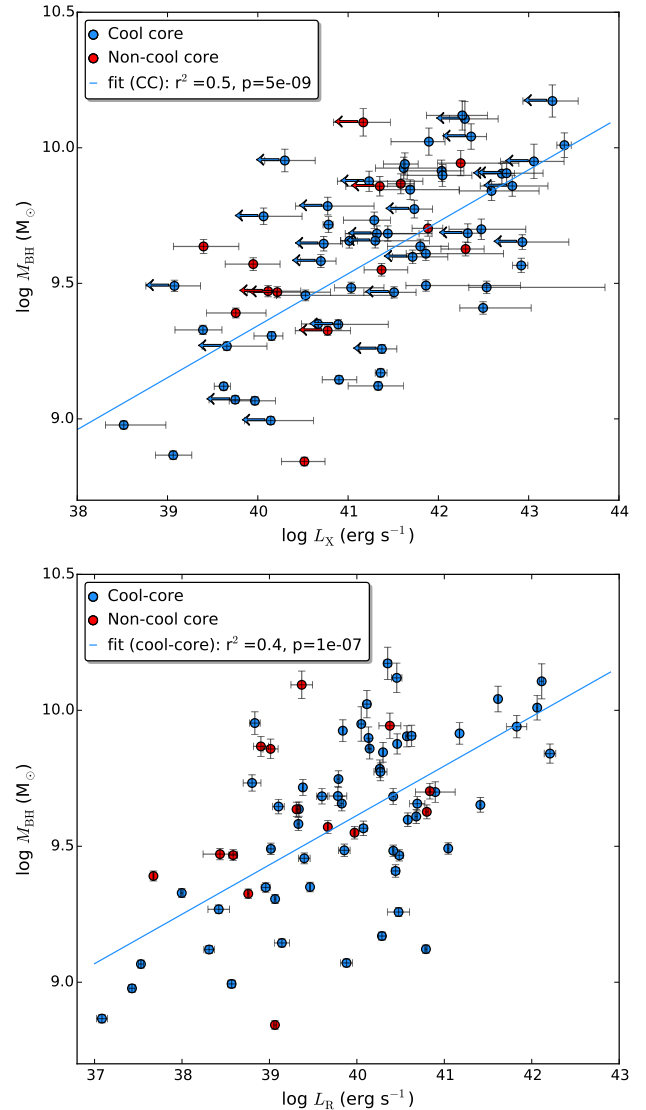 10.5
10.0
9.5
9.0
log M_BH (M_⊙)
Cool core
Non-cool core
fit (CC): r² =0.5, p=5e-09
38 39 40 41 42 43 44
log L_X (erg s⁻¹)
10.5
10.0
9.5
9.0
log M_BH (M_⊙)
Cool-core
Non-cool core
fit (cool-core): r² =0.4, p=1e-07
37 38 39 40 41 42 43
log L_R (erg s⁻¹)